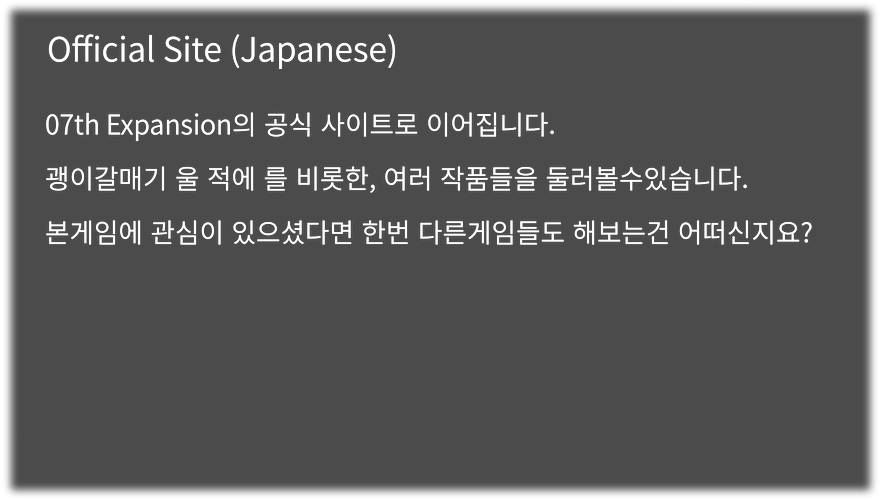 Official Site (Japanese)
07th Expansion의 공식 사이트로 이어집니다.
괭이갈매기 울 적에 를 비롯한, 여러 작품들을 둘러볼수있습니다.
본게임에 관심이 있으셨다면 한번 다른게임들도 해보는건 어떠신지요?